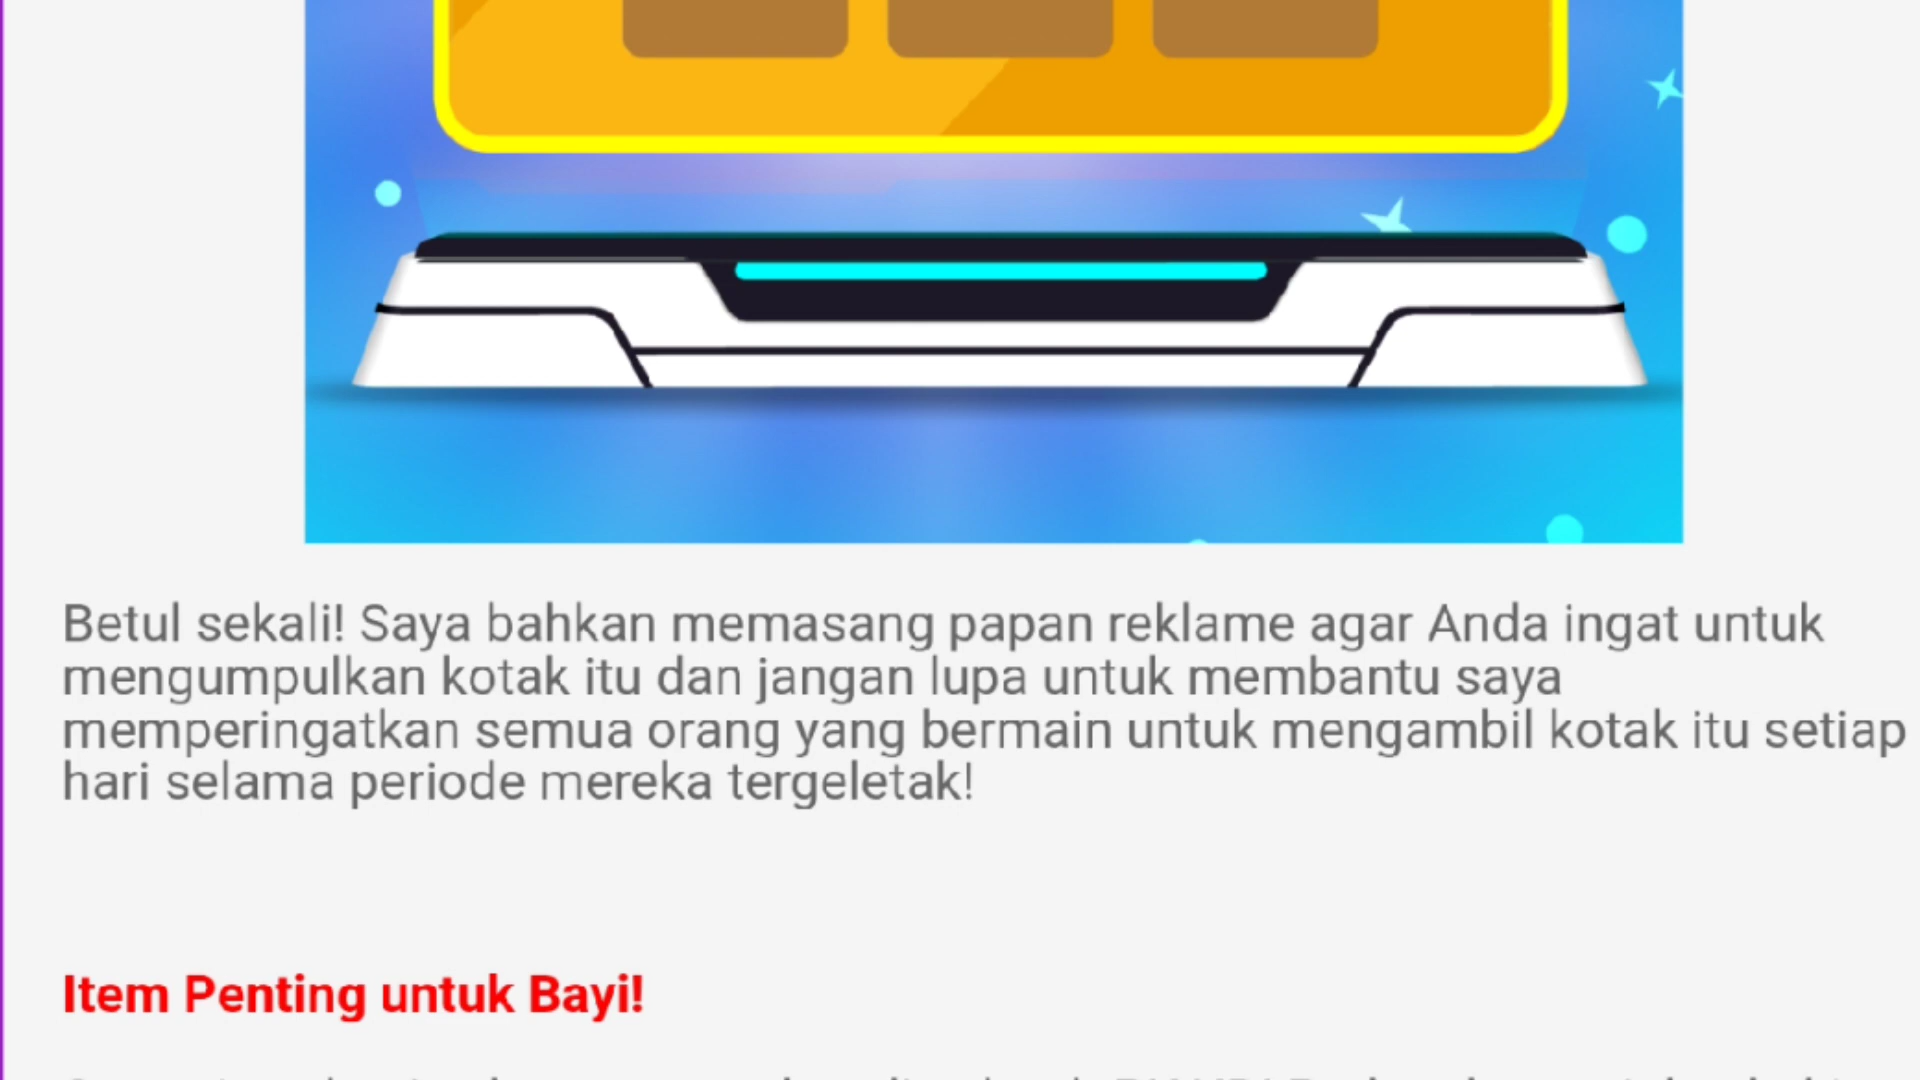 Betul sekali! Saya bahkan memasang papan reklame agar Anda ingat untuk
mengumpulkan kotak itu dan jangan lupa untuk membantu saya
memperingatkan semua orang yang bermain untuk mengambil kotak itu setiap
hari selama periode mereka tergeletak!
Item Penting untuk Bayi!